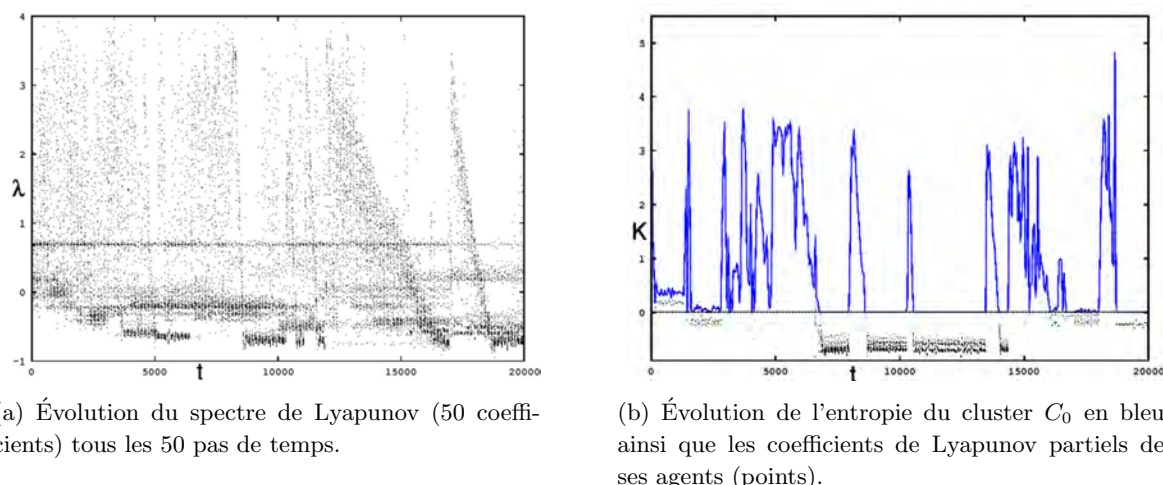 4
3
2
λ
1
0
-1
0
5000
t
10000
15000
20000
5
4
3
K
2
1
0
0
5000
t
10000
15000
20000
(a) Évolution du spectre de Lyapunov (50 coeffi-
cients) tous les 50 pas de temps.
(b) Évolution de l'entropie du cluster C₀ en bleu
ainsi que les coefficients de Lyapunov partiels de
ses agents (points).